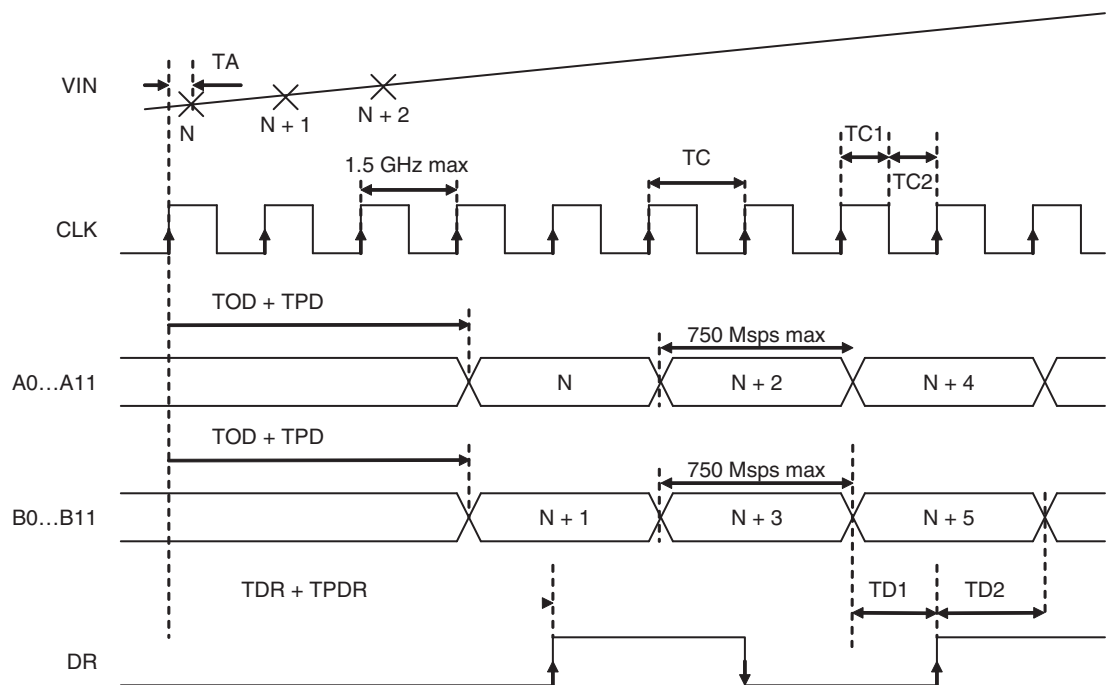 TA
VIN
N
N + 1
N + 2
TC1
1.5 GHz max
TC
TC2
CLK
TOD + TPD
750 Msps max
A0...A11
N
N + 2
N + 4
TOD + TPD
750 Msps max
B0...B11
N + 1
N + 3
N + 5
TDR + TPDR
TD1
TD2
DR